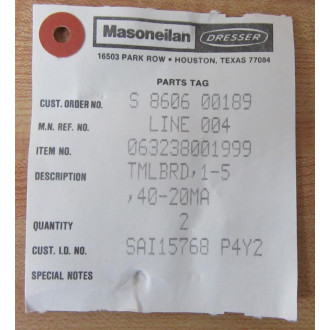 Masoneilan DRESSER
16503 PARK ROW • HOUSTON, TEXAS 77084
PARTS TAG
CUST. ORDER NO. S 8606 00189
M.N. REF. NO. LINE 004
ITEM NO. 063238001999
DESCRIPTION TMLBRD,1-5
,40-20MA
QUANTITY 2
CUST. I.D. NO. SAI15768 P4Y2
SPECIAL NOTES